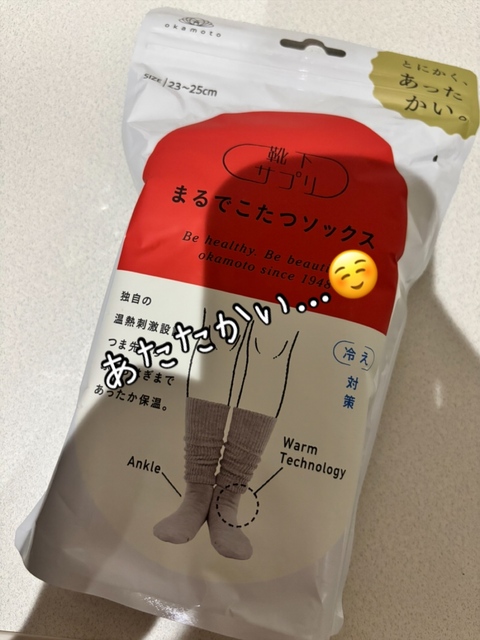 okamoto
SIZE / 23~25cm
とにかく、
あった
かい。
靴下
サプリ
まるでこたつソックス
Be healthy. Be
okamoto since 1948
あたたかい...
独自の
温熱刺激設
つま先
ぎまで
あったか保温。
冷え
対策
Ankle
Warm
Technology